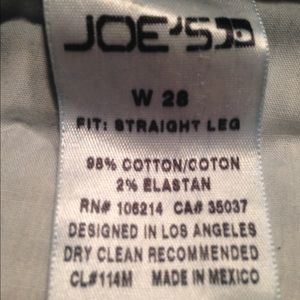 JOE'S
W 28
FIT: STRAIGHT LEG
98% COTTON/COTON
2% ELASTAN
RN# 106214 CA# 35037
DESIGNED IN LOS ANGELES
DRY CLEAN RECOMMENDED
CL#114M MADE IN MEXICO